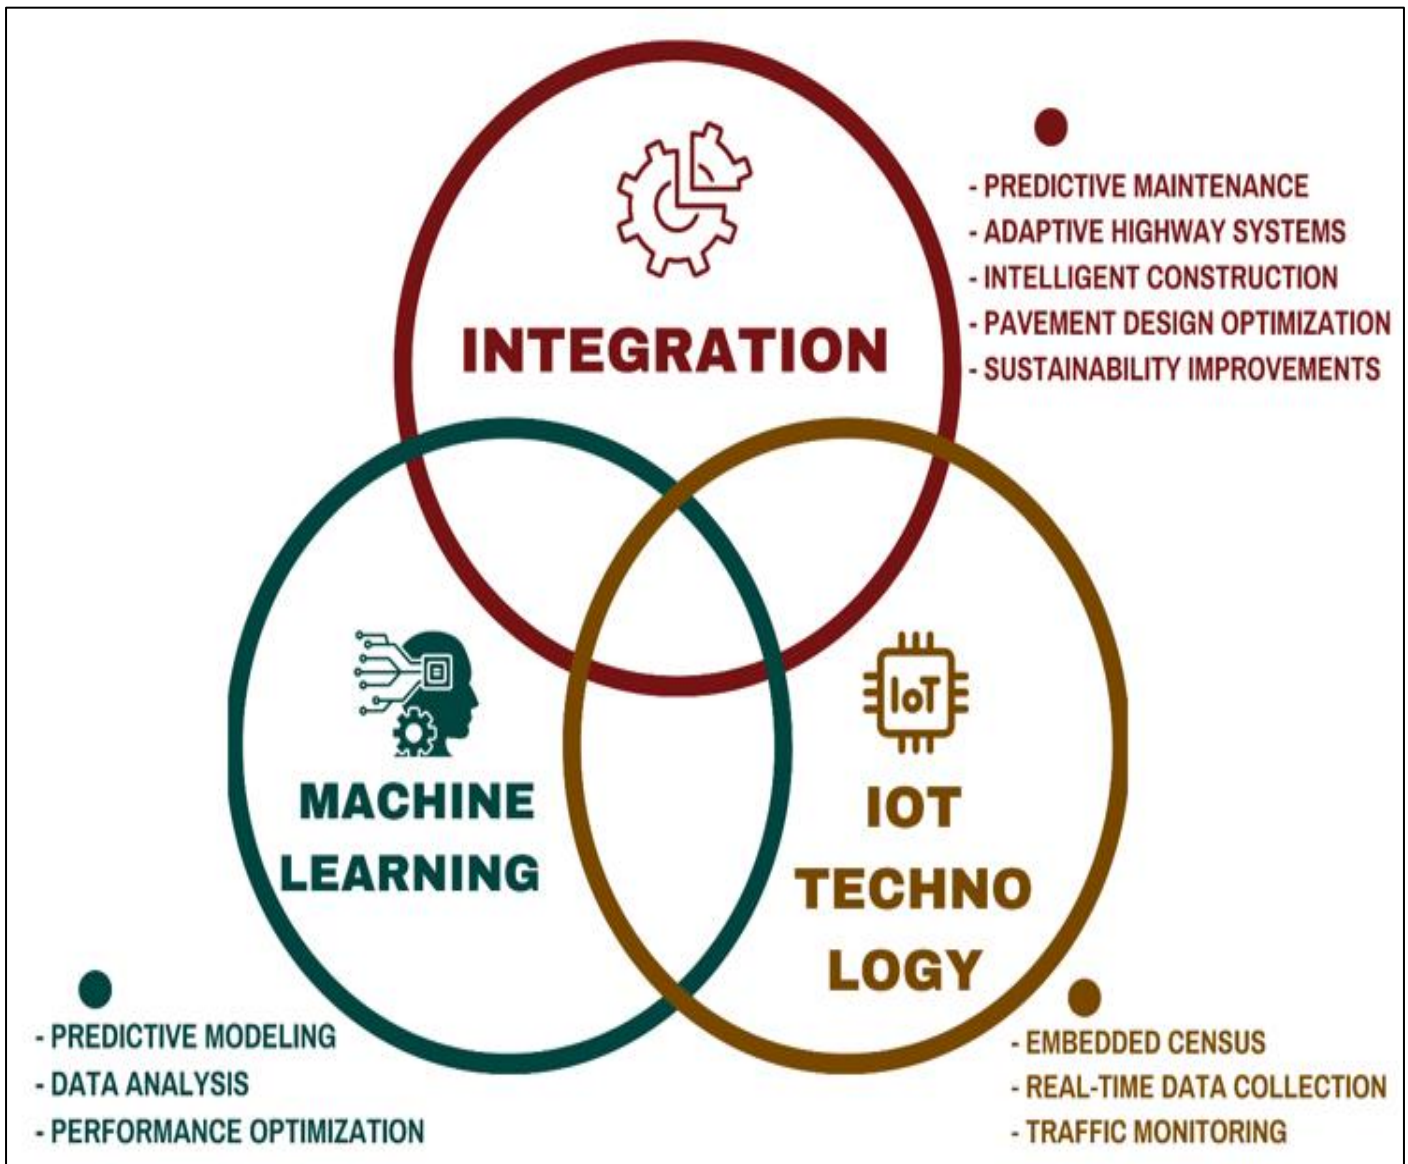 INTEGRATION
- PREDICTIVE MAINTENANCE
- ADAPTIVE HIGHWAY SYSTEMS
- INTELLIGENT CONSTRUCTION
- PAVEMENT DESIGN OPTIMIZATION
- SUSTAINABILITY IMPROVEMENTS
MACHINE
LEARNING
IoT
IOT
TECHNO
LOGY
- PREDICTIVE MODELING
- DATA ANALYSIS
- PERFORMANCE OPTIMIZATION
- EMBEDDED CENSUS
- REAL-TIME DATA COLLECTION
- TRAFFIC MONITORING